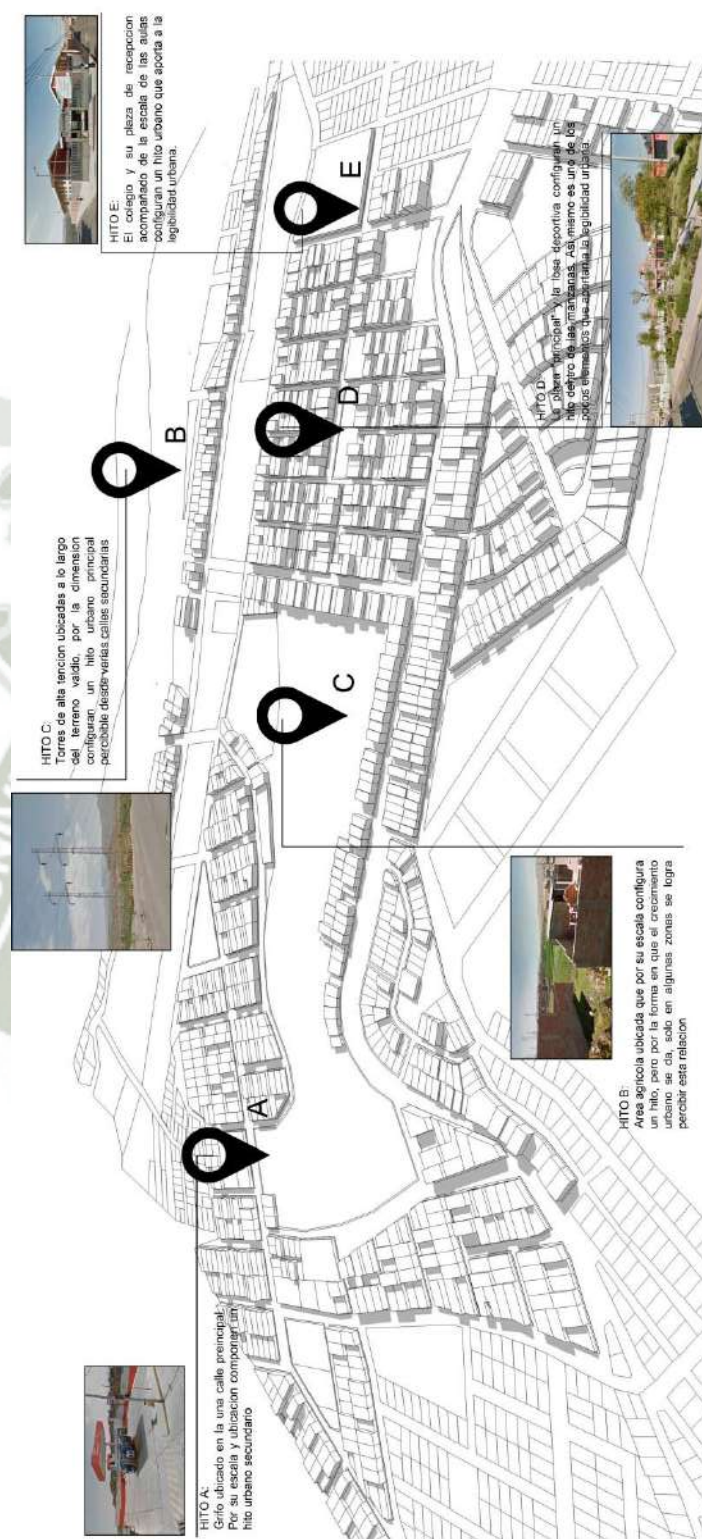 HITO A:
Grifo ubicado en la una calle preincipal,
Por su escala y ubicacion componen un
hito urbano secundario
HITO C:
Torres de alta tencion ubicadas a lo largo
del terreno valdio, por la dimension
configuran un hito urbano principal
percibible desde varias calles secundarias
HITO E:
El colegio y su plaza de recepcion
acompañado de la escala de las aulas
configuran un hito urbano que aporta a la
legibilidad urbana.
A
B
C
D
E
HITO B:
Area agricola ubicada que por su escala configura
un hito, pero por la forma en que el crecimiento
urbano se da, solo en algunas zonas se logra
percibir esta relacion
HITO D:
La plaza "principal" y la losa deportiva configuran un
hito dentro de las manzanas. Asi mismo es uno de los
pocos elementos que aportan a la legibilidad urbana